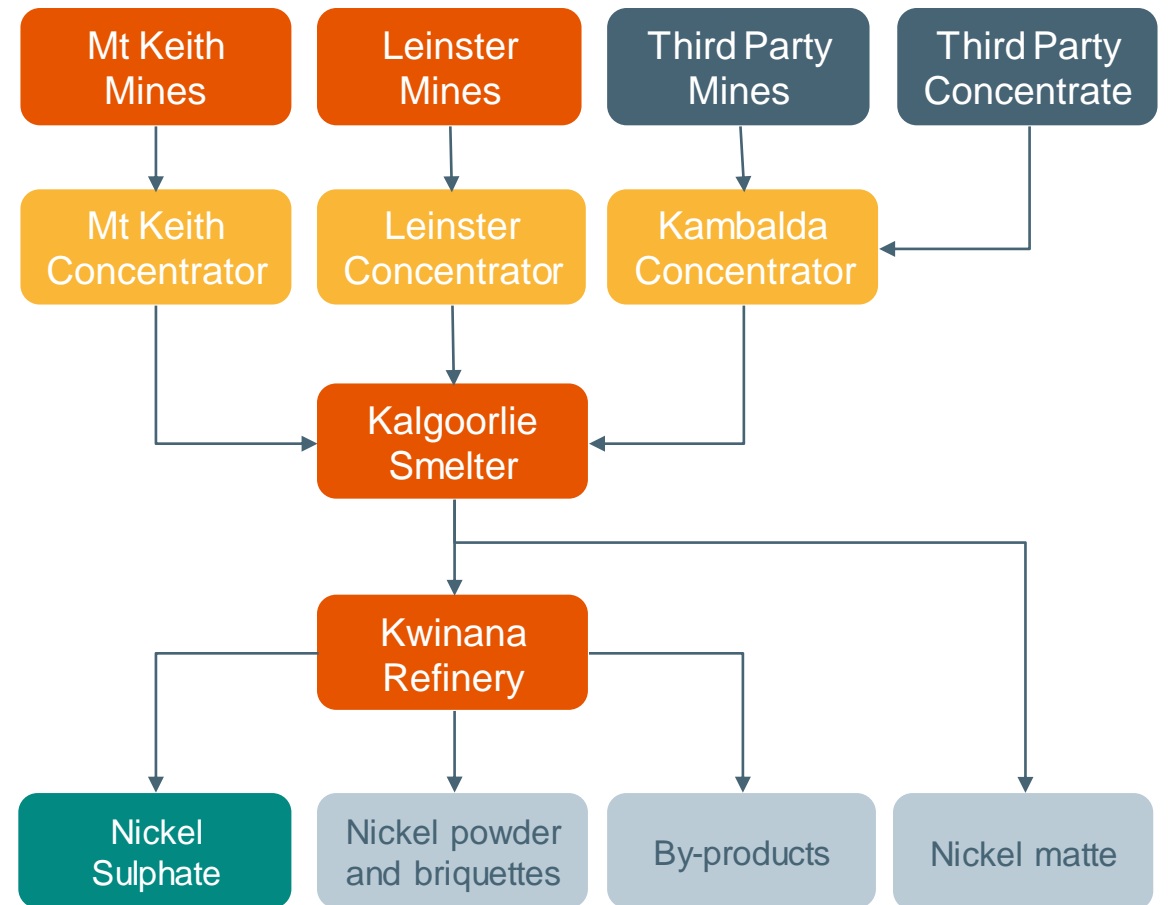 Mt Keith
Mines
Leinster
Mines
Third Party
Mines
Third Party
Concentrate
Mt Keith
Concentrator
Leinster
Concentrator
Kambalda
Concentrator
Kalgoorlie
Smelter
Kwinana
Refinery
Nickel
Sulphate
Nickel powder
and briquettes
By-products
Nickel matte